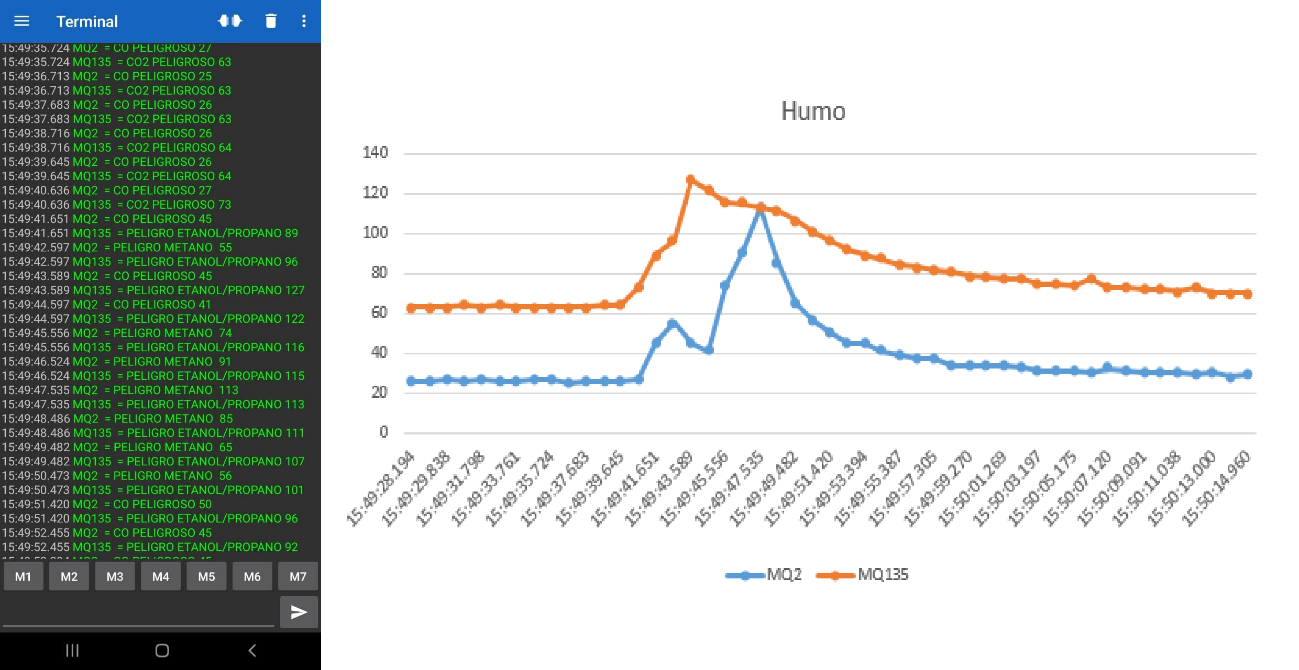 Terminal
15:49:35.724 MQ2 = CO PELIGROSO 27
15:49:35.724 MQ135 = CO2 PELIGROSO 63
15:49:36.713 MQ2 = CO PELIGROSO 25
15:49:36.713 MQ135 = CO2 PELIGROSO 63
15:49:37.683 MQ2 = CO PELIGROSO 26
15:49:37.683 MQ135 = CO2 PELIGROSO 63
15:49:38.716 MQ2 = CO PELIGROSO 26
15:49:38.716 MQ135 = CO2 PELIGROSO 64
15:49:39.645 MQ2 = CO PELIGROSO 26
15:49:39.645 MQ135 = CO2 PELIGROSO 64
15:49:40.636 MQ2 = CO PELIGROSO 27
15:49:40.636 MQ135 = CO2 PELIGROSO 73
15:49:41.651 MQ2 = CO PELIGROSO 45
15:49:41.651 MQ135 = PELIGRO ETANOL/PROPANO 89
15:49:42.597 MQ2 = PELIGRO METANO 55
15:49:42.597 MQ135 = PELIGRO ETANOL/PROPANO 96
15:49:43.589 MQ2 = CO PELIGROSO 45
15:49:43.589 MQ135 = PELIGRO ETANOL/PROPANO 127
15:49:44.597 MQ2 = CO PELIGROSO 41
15:49:44.597 MQ135 = PELIGRO ETANOL/PROPANO 122
15:49:45.556 MQ2 = PELIGRO METANO 74
15:49:45.556 MQ135 = PELIGRO ETANOL/PROPANO 116
15:49:46.524 MQ2 = PELIGRO METANO 91
15:49:46.524 MQ135 = PELIGRO ETANOL/PROPANO 115
15:49:47.535 MQ2 = PELIGRO METANO 113
15:49:47.535 MQ135 = PELIGRO ETANOL/PROPANO 113
15:49:48.486 MQ2 = PELIGRO METANO 85
15:49:48.486 MQ135 = PELIGRO ETANOL/PROPANO 111
15:49:49.482 MQ2 = PELIGRO METANO 65
15:49:49.482 MQ135 = PELIGRO ETANOL/PROPANO 107
15:49:50.473 MQ2 = PELIGRO METANO 56
15:49:50.473 MQ135 = PELIGRO ETANOL/PROPANO 101
15:49:51.420 MQ2 = CO PELIGROSO 50
15:49:51.420 MQ135 = PELIGRO ETANOL/PROPANO 96
15:49:52.455 MQ2 = CO PELIGROSO 45
15:49:52.455 MQ135 = PELIGRO ETANOL/PROPANO 92
M1 M2 M3 M4 M5 M6 M7
Humo
140
120
100
80
60
40
20
0
15:49:28.194
15:49:29.838
15:49:31.798
15:49:33.761
15:49:35.724
15:49:37.683
15:49:39.645
15:49:41.651
15:49:43.589
15:49:45.556
15:49:47.535
15:49:49.482
15:49:51.420
15:49:53.394
15:49:55.387
15:49:57.305
15:49:59.270
15:50:01.269
15:50:03.197
15:50:05.175
15:50:07.120
15:50:09.091
15:50:11.038
15:50:13.000
15:50:14.960
MQ2 MQ135